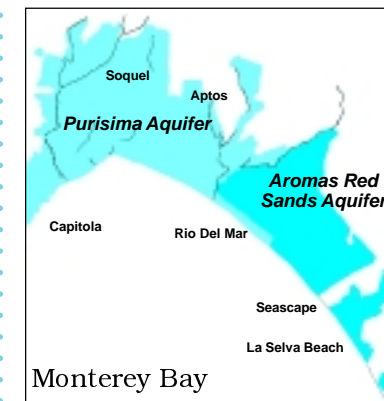 Soquel
Aptos
Purisima Aquifer
Aromas Red
Sands Aquifer
Capitola
Rio Del Mar
Seascape
La Selva Beach
Monterey Bay